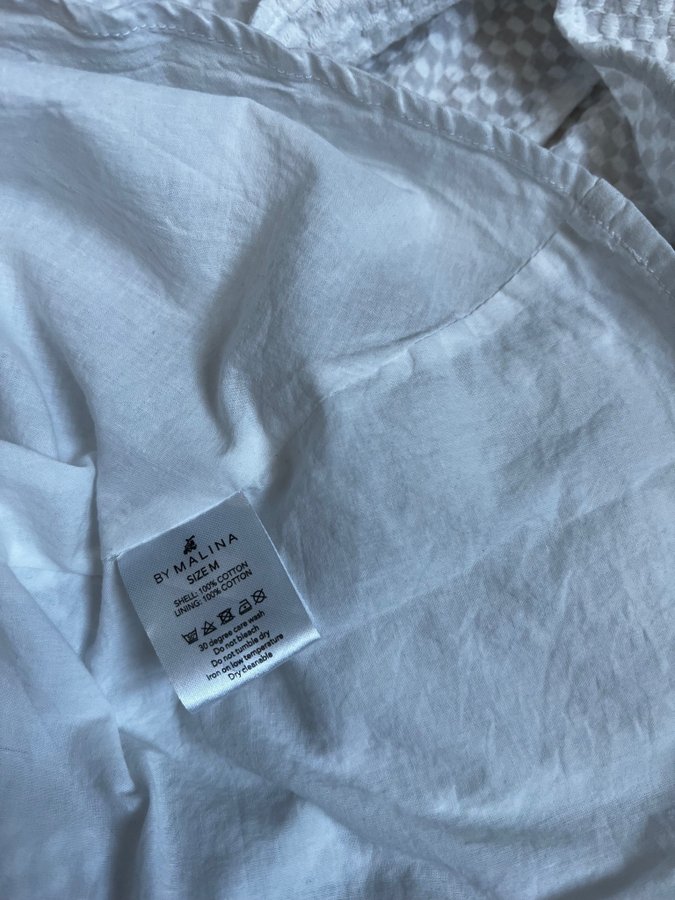 BY MALINA
SIZE M
SHELL: 100% COTTON
LINING: 100% COTTON
30 degree care wash
Do not bleach
Do not tumble dry
Iron on low temperature
Dry cleanable